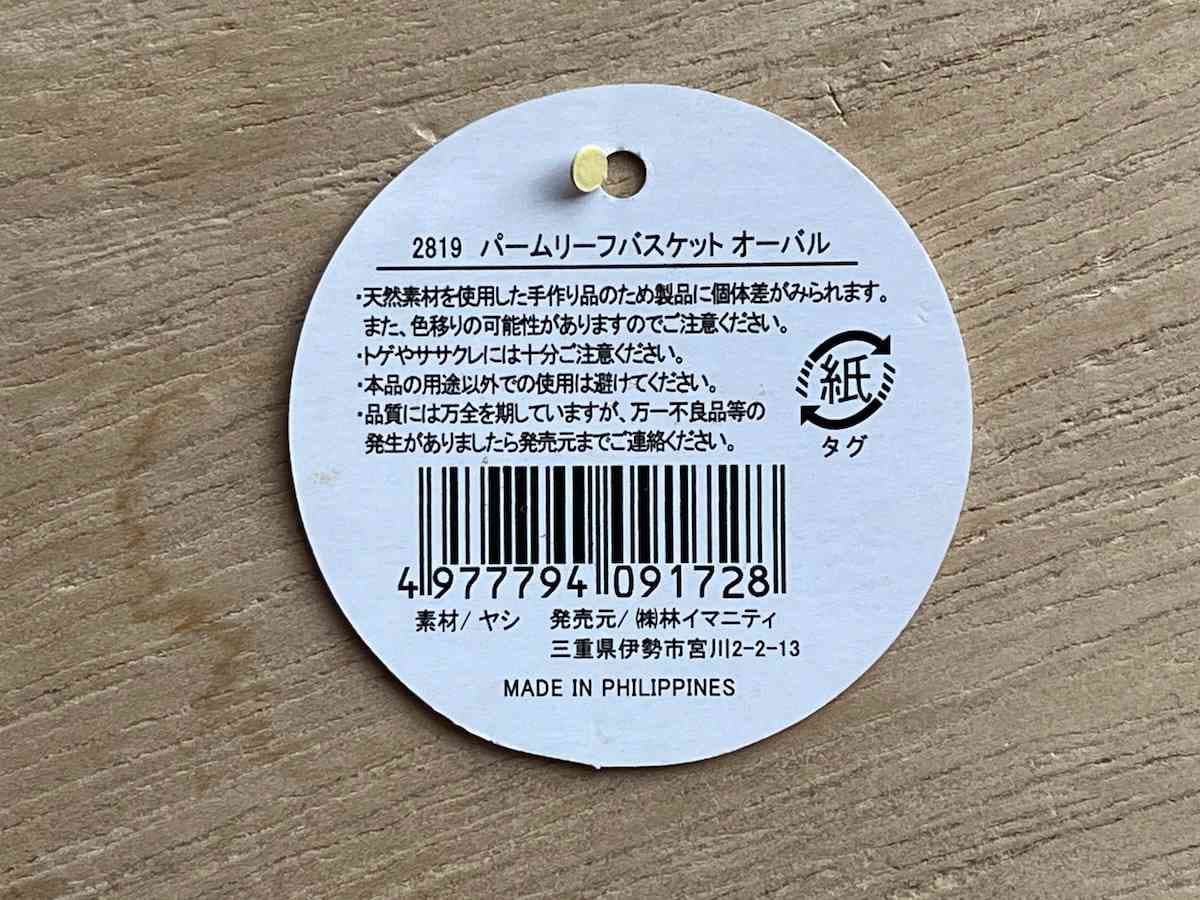 2819 パームリーフバスケット オーバル
・天然素材を使用した手作り品のため製品に個体差がみられます。
また、色移りの可能性がありますのでご注意ください。
・トゲやササクレには十分ご注意ください。
・本品の用途以外での使用は避けてください。
・品質には万全を期していますが、万一不良品等の
発生がありましたら発売元までご連絡ください。
紙
タグ
4 977794 091728
素材/ ヤシ 発売元/ ㈱林イマニティ
三重県伊勢市宮川2-2-13
MADE IN PHILIPPINES